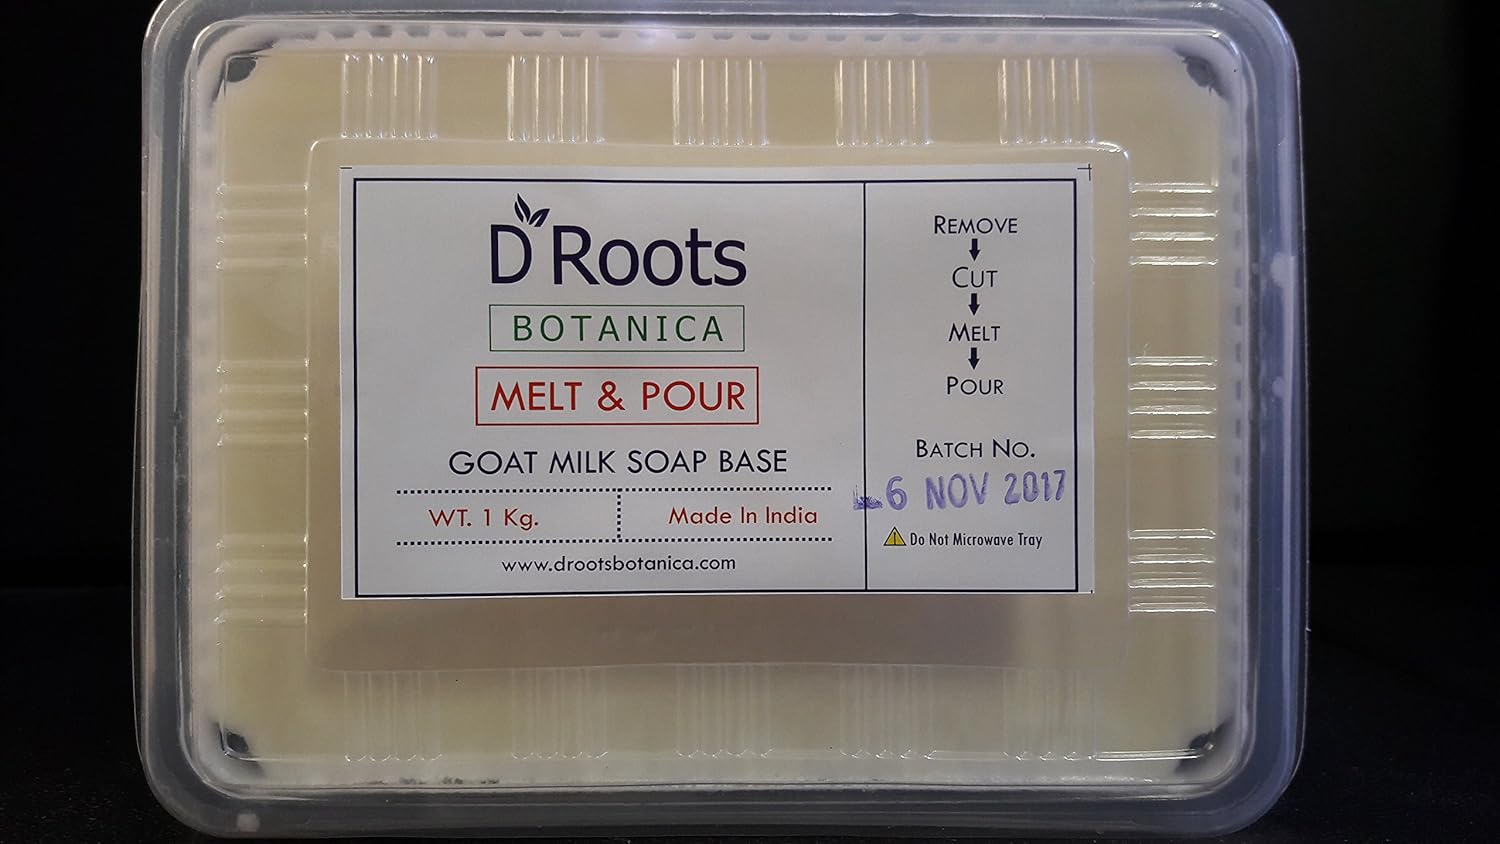 D'Roots
BOTANICA
MELT & POUR
GOAT MILK SOAP BASE
WT. 1 Kg.
Made In India
www.drootsbotanica.com
REMOVE
CUT
MELT
POUR
BATCH NO.
6 NOV 2017
Do Not Microwave Tray